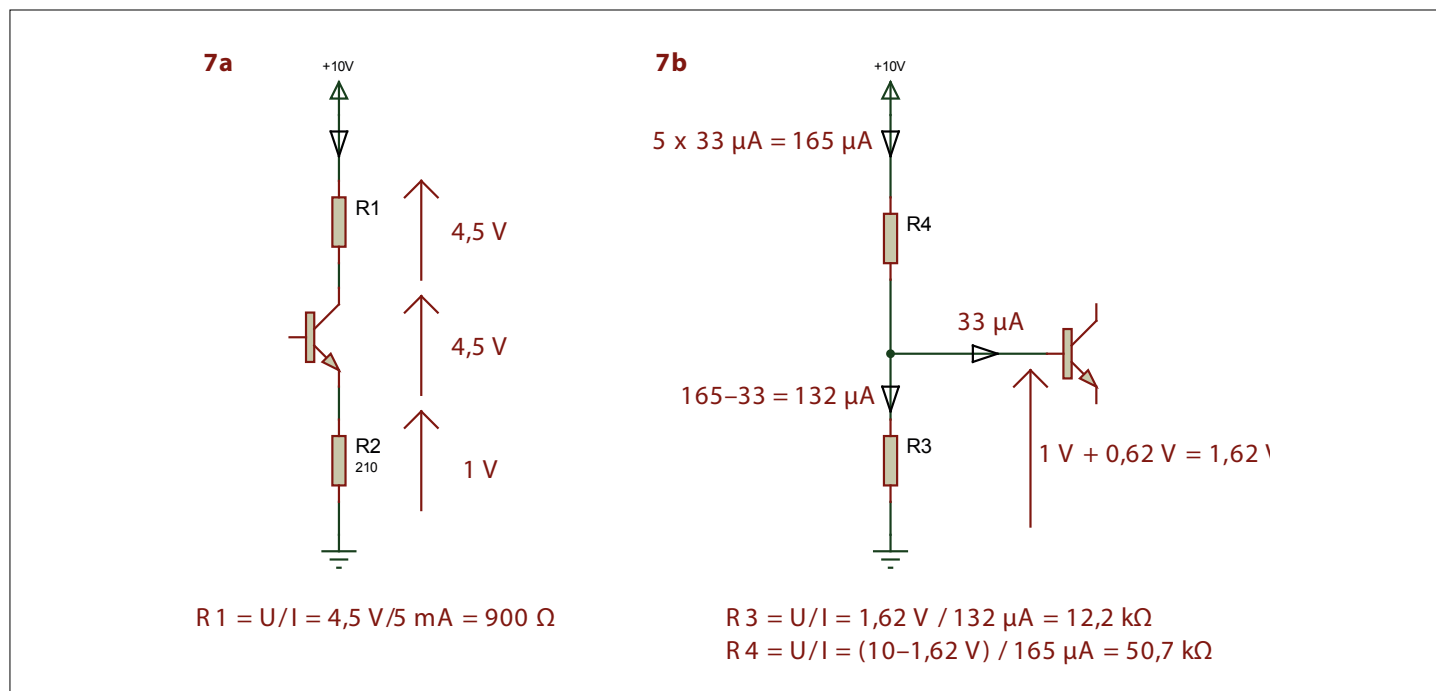 7a
+10V
R1
4,5 V
4,5 V
R2
210
1 V
R 1 = U/I = 4,5 V/5 mA = 900 Ω
7b
+10V
5 x 33 µA = 165 µA
R4
33 µA
165–33 = 132 µA
R3
1 V + 0,62 V = 1,62
R 3 = U/I = 1,62 V / 132 µA = 12,2 kΩ
R 4 = U/I = (10–1,62 V) / 165 µA = 50,7 kΩ